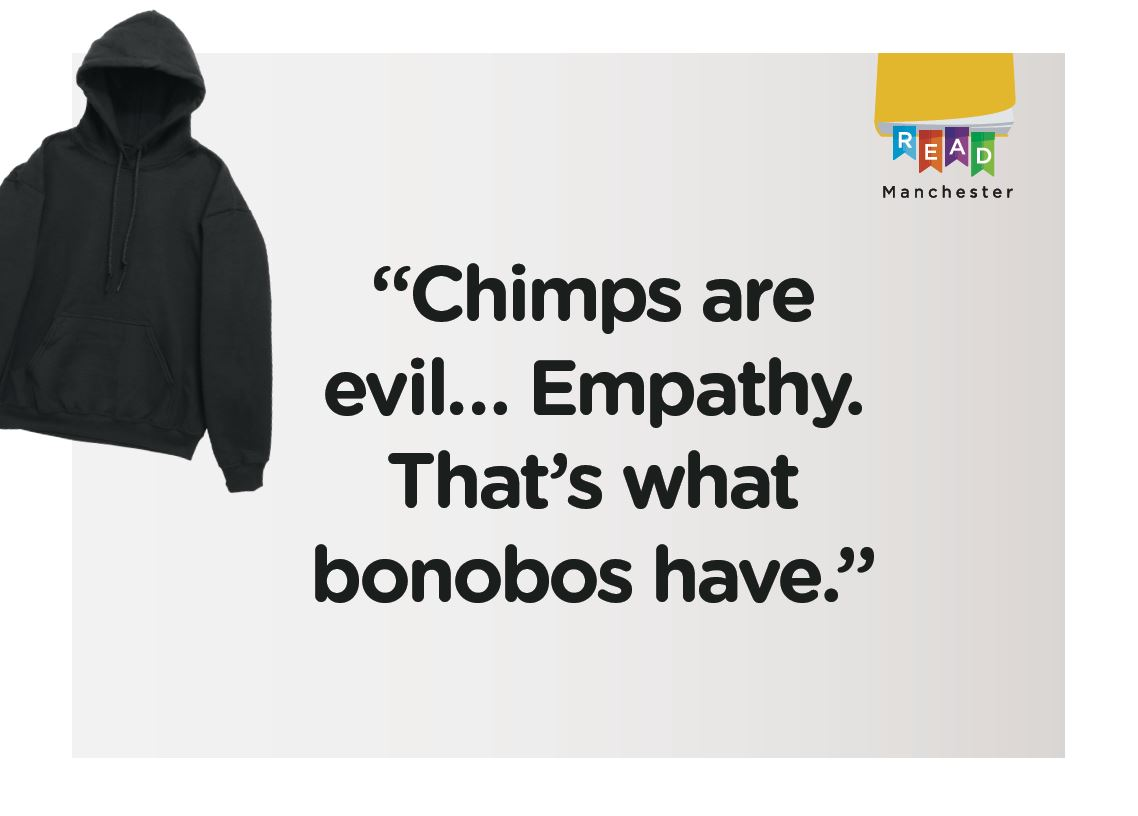 READ
Manchester
“Chimps are
evil... Empathy.
That’s what
bonobos have.”